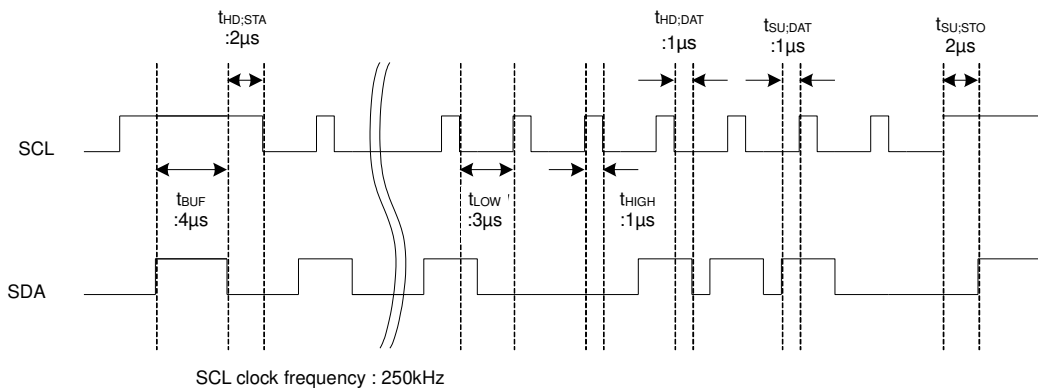 tHD;STA
:2µs
tHD;DAT
:1µs
tSU;DAT
:1µs
tSU;STO
2µs
SCL
tBUF
:4µs
tLOW
:3µs
tHIGH
:1µs
SDA
SCL clock frequency : 250kHz